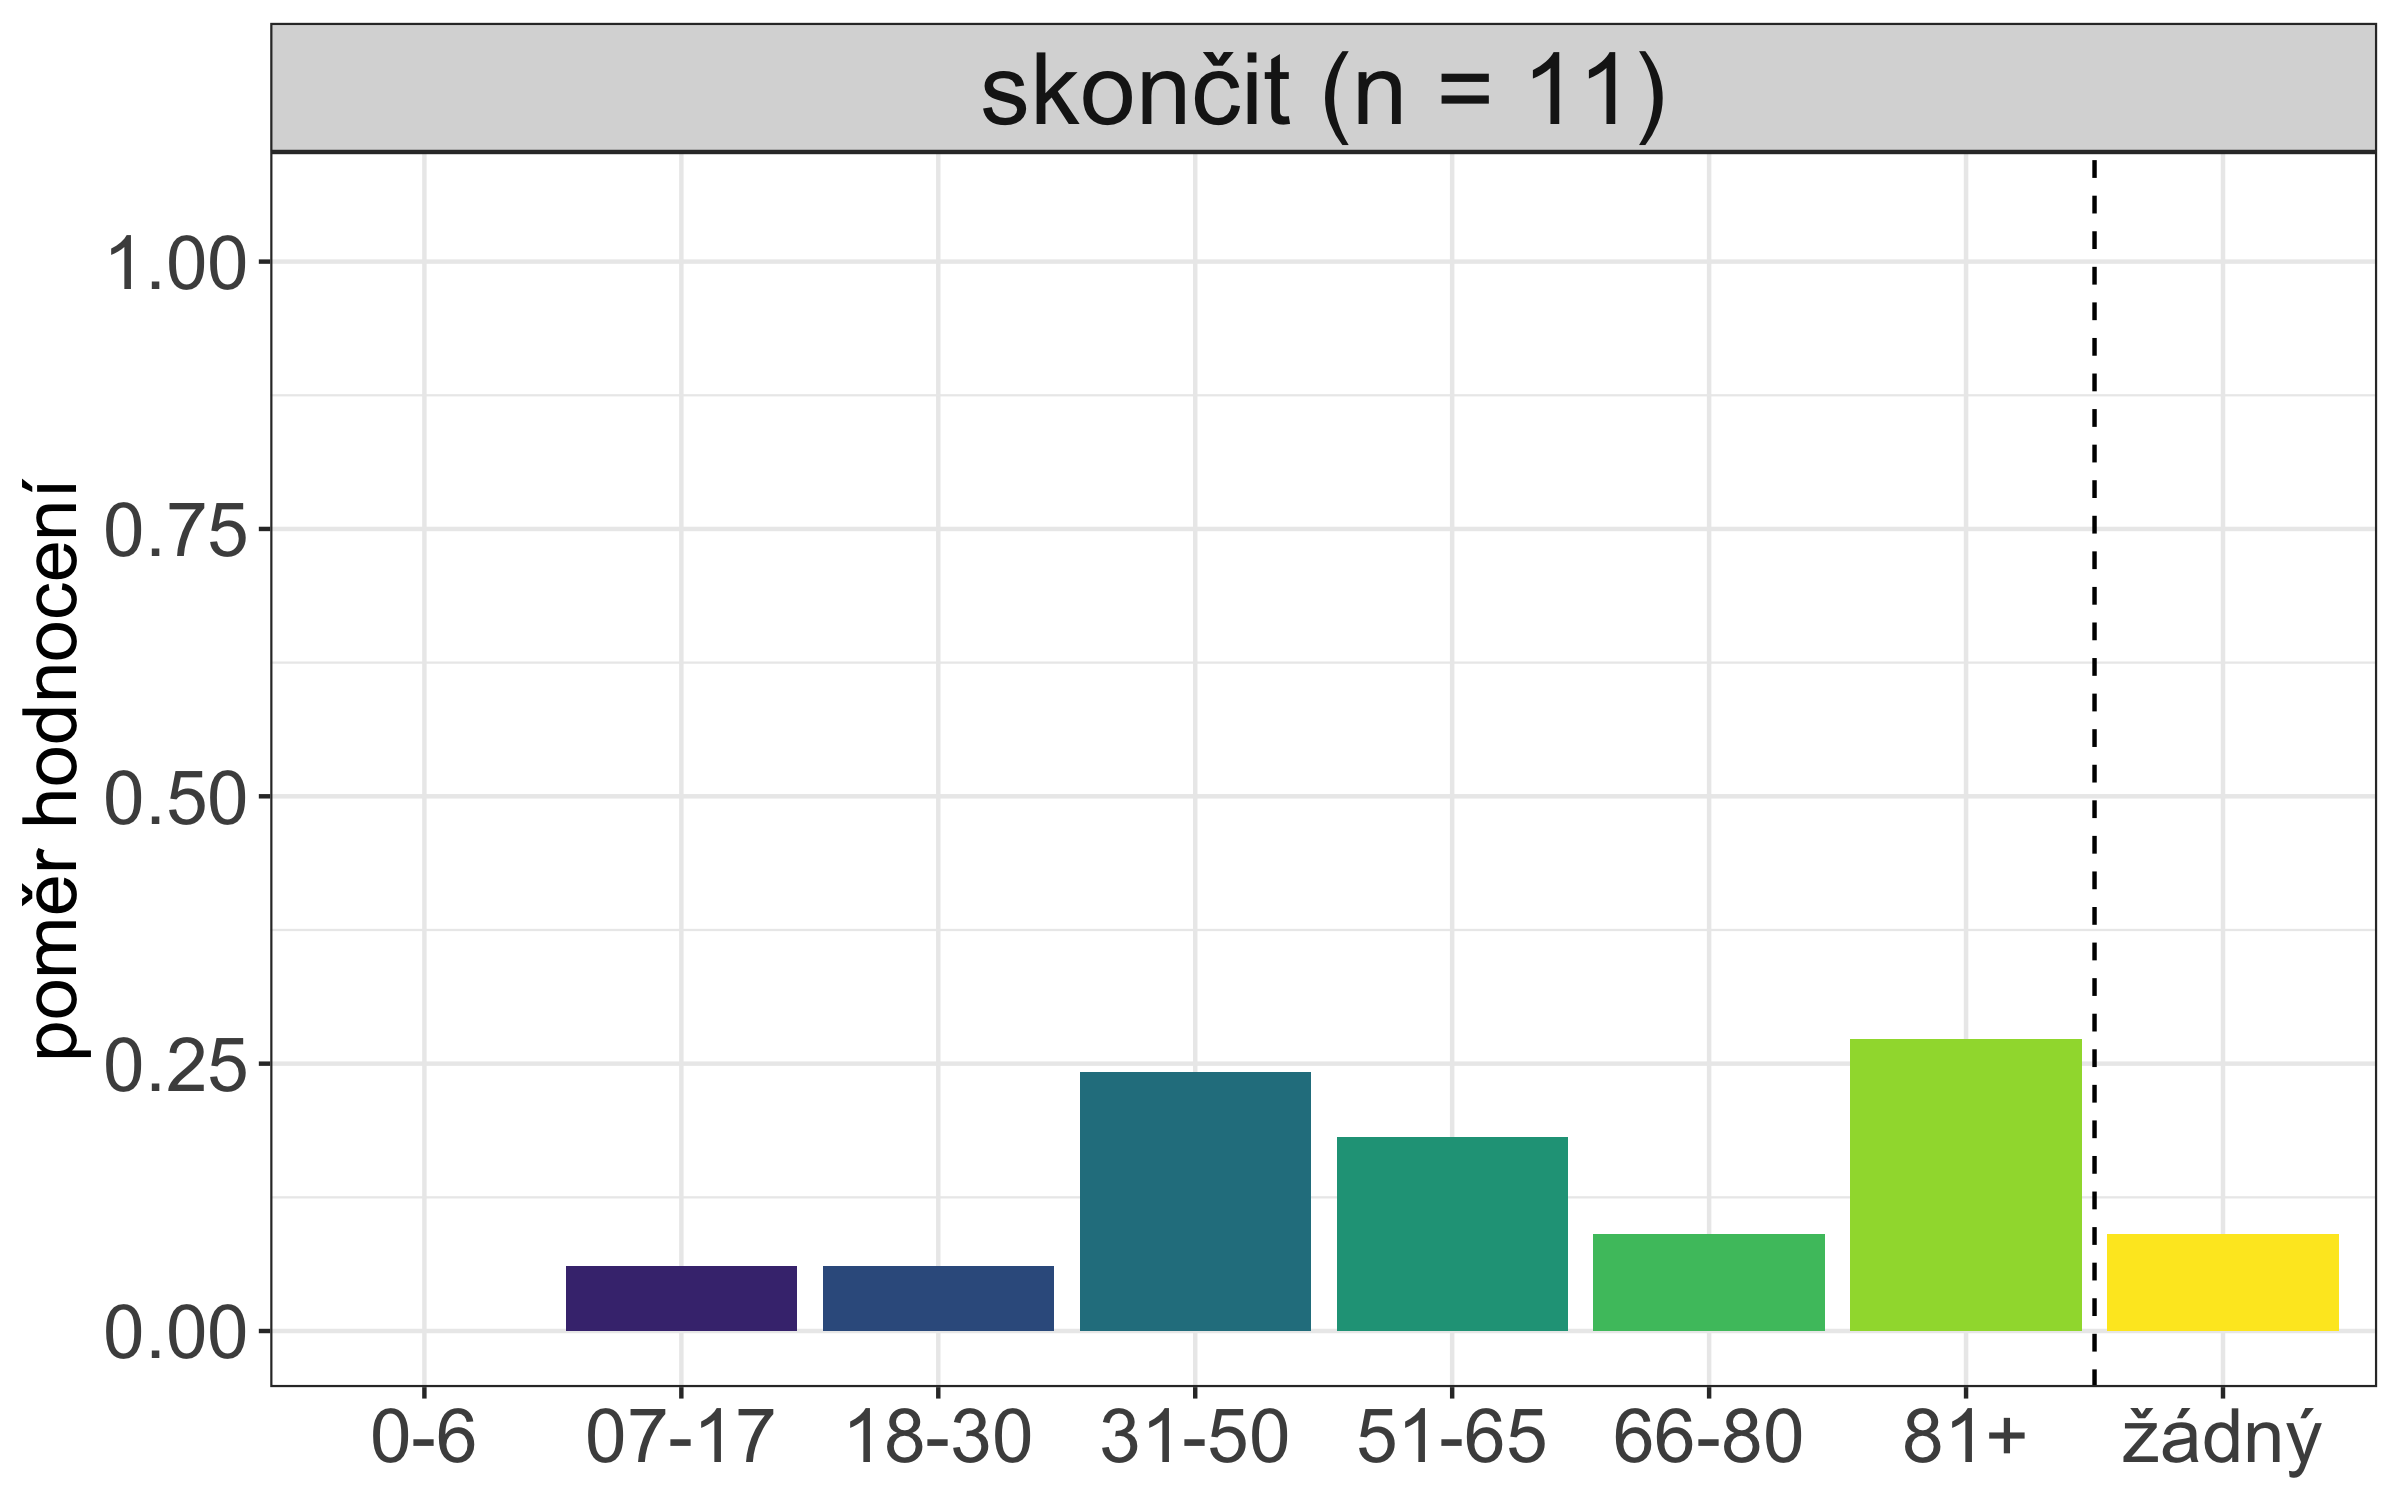 skončit (n = 11)
poměr hodnocení
1.00
0.75
0.50
0.25
0.00
0-6 07-17 18-30 31-50 51-65 66-80 81+ žádný